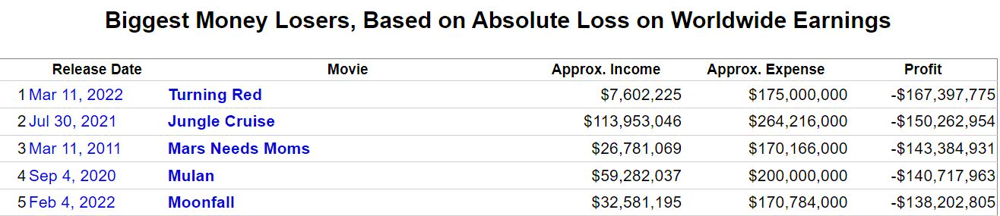 Biggest Money Losers, Based on Absolute Loss on Worldwide Earnings
Release Date Movie Approx. Income Approx. Expense Profit
1 Mar 11, 2022 Turning Red $7,602,225 $175,000,000 -$167,397,775
2 Jul 30, 2021 Jungle Cruise $113,953,046 $264,216,000 -$150,262,954
3 Mar 11, 2011 Mars Needs Moms $26,781,069 $170,166,000 -$143,384,931
4 Sep 4, 2020 Mulan $59,282,037 $200,000,000 -$140,717,963
5 Feb 4, 2022 Moonfall $32,581,195 $170,784,000 -$138,202,805